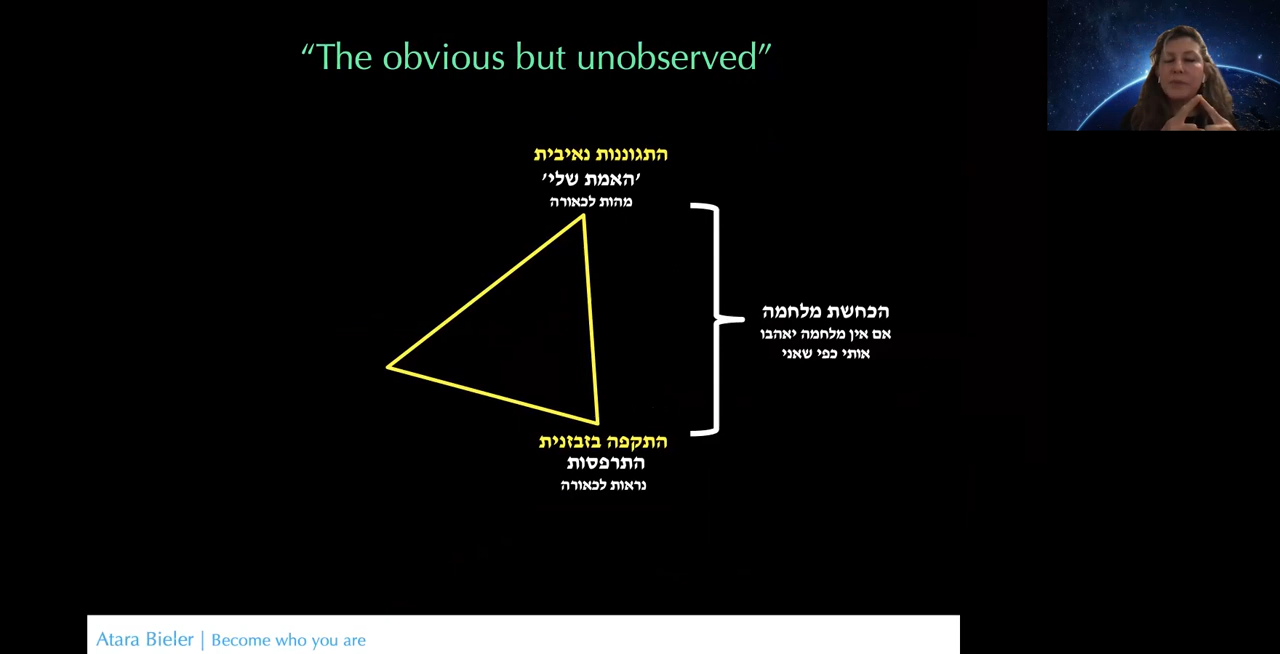 “The obvious but unobserved”
התגוננות נאיבית
'האמת שלי'
מהות לכאורה
הכחשת מלחמה
אם אין מלחמה יאהבו
אותי כפי שאני
התקפה בזבזנית
התרפסות
נראות לכאורה
Atara Bieler | Become who you are